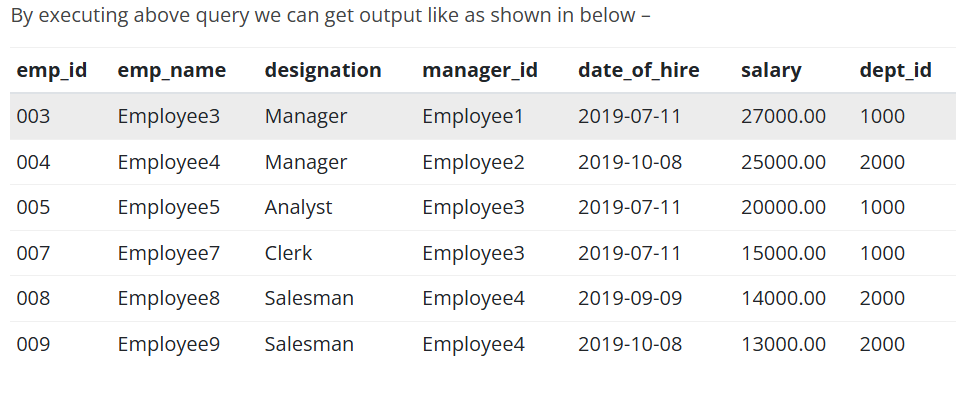 By executing above query we can get output like as shown in below –
emp_id emp_name designation manager_id date_of_hire salary dept_id
003 Employee3 Manager Employee1 2019-07-11 27000.00 1000
004 Employee4 Manager Employee2 2019-10-08 25000.00 2000
005 Employee5 Analyst Employee3 2019-07-11 20000.00 1000
007 Employee7 Clerk Employee3 2019-07-11 15000.00 1000
008 Employee8 Salesman Employee4 2019-09-09 14000.00 2000
009 Employee9 Salesman Employee4 2019-10-08 13000.00 2000